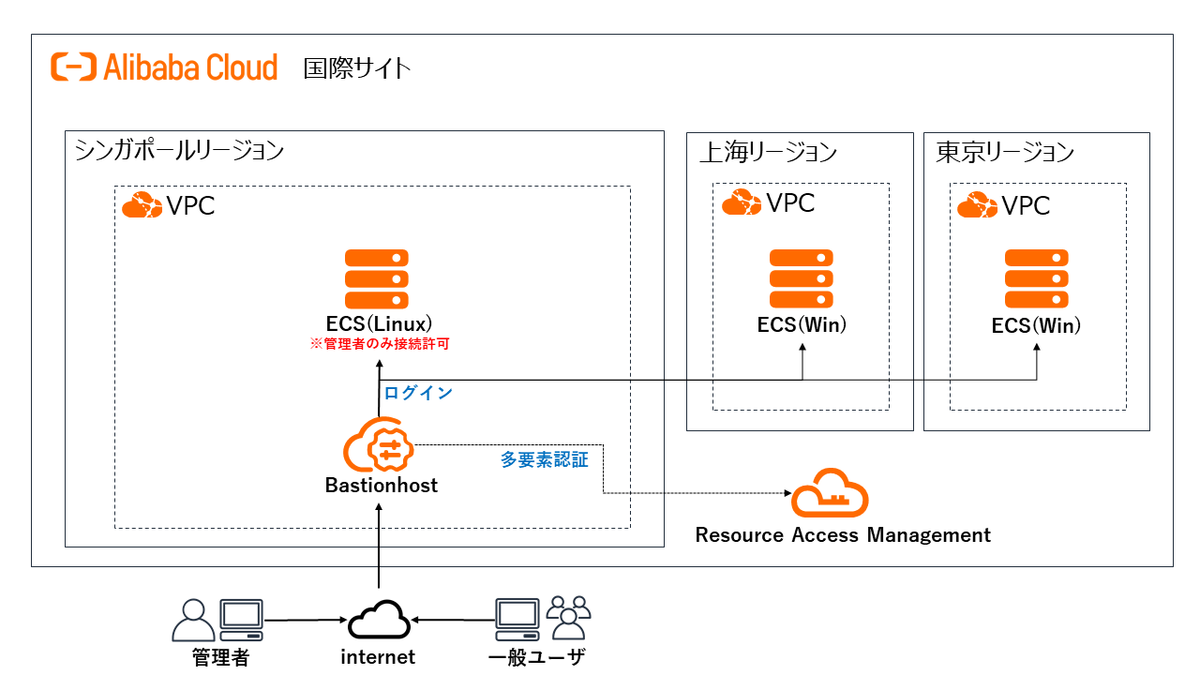 Alibaba Cloud 国際サイト
シンガポールリージョン
VPC
ECS(Linux)
※管理者のみ接続許可
ログイン
Bastionhost
多要素認証
上海リージョン
VPC
ECS(Win)
東京リージョン
VPC
ECS(Win)
Resource Access Management
管理者
internet
一般ユーザ